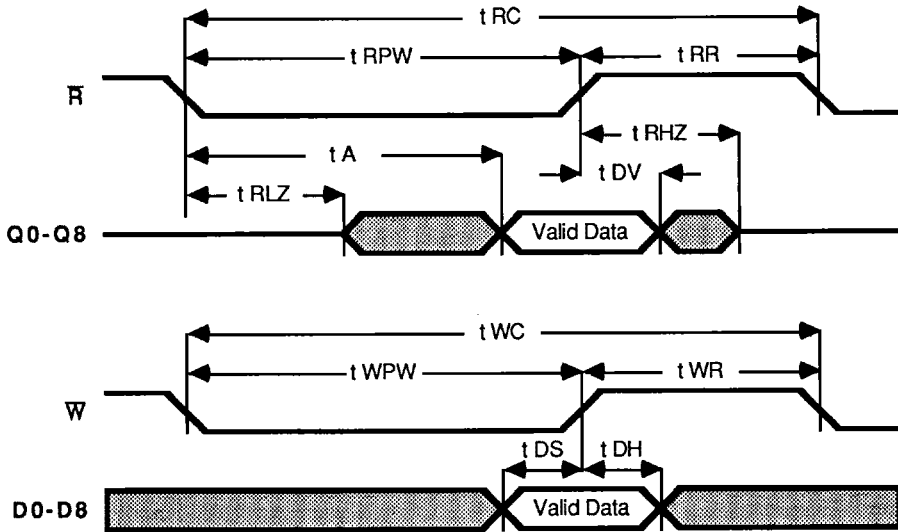 t RC
t RPW
t RR
R̅
t RHZ
t A
t DV
t RLZ
Q0-Q8
Valid Data
t WC
t WPW
t WR
W̅
t DS
t DH
D0-D8
Valid Data